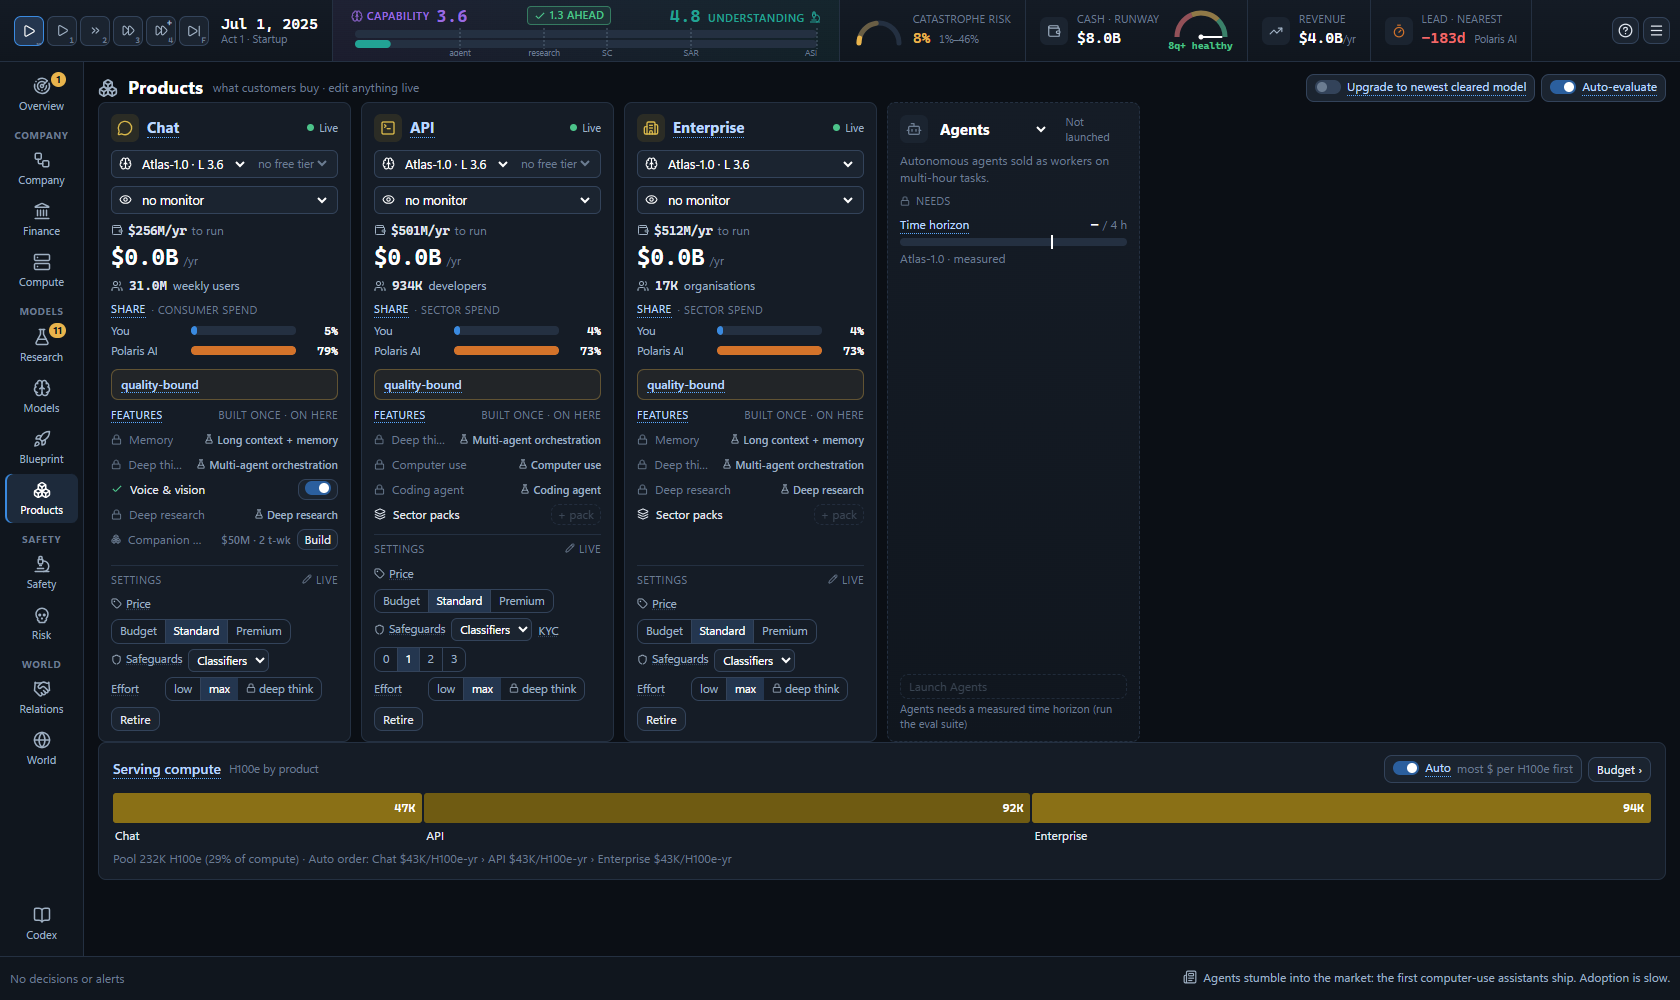 1
2
3
4
F
Jul 1, 2025
Act 1 · Startup
CAPABILITY 3.6
1.3 AHEAD
4.8 UNDERSTANDING
agent
research
SC
SAR
ASI
CATASTROPHE RISK
8% 1%–46%
CASH · RUNWAY
$8.0B
8q+ healthy
REVENUE
$4.0B/yr
LEAD · NEAREST
−183d Polaris AI
1
Overview
COMPANY
Company
Finance
Compute
MODELS
11
Research
Models
Blueprint
Products
SAFETY
Safety
Risk
WORLD
Relations
World
Codex
Products what customers buy · edit anything live
Upgrade to newest cleared model
Auto-evaluate
Chat
Live
Atlas-1.0 · L 3.6
no free tier
no monitor
$256M/yr to run
$0.0B /yr
31.0M weekly users
SHARE · CONSUMER SPEND
You 5%
Polaris AI 79%
quality-bound
FEATURES BUILT ONCE · ON HERE
Memory Long context + memory
Deep thi... Multi-agent orchestration
Voice & vision
Deep research Deep research
Companion ... $50M · 2 t-wk Build
SETTINGS LIVE
Price
Budget Standard Premium
Safeguards Classifiers
Effort low max deep think
Retire
API
Live
Atlas-1.0 · L 3.6
no free tier
no monitor
$501M/yr to run
$0.0B /yr
934K developers
SHARE · SECTOR SPEND
You 4%
Polaris AI 73%
quality-bound
FEATURES BUILT ONCE · ON HERE
Deep thi... Multi-agent orchestration
Computer use Computer use
Coding agent Coding agent
Sector packs + pack
SETTINGS LIVE
Price
Budget Standard Premium
Safeguards Classifiers KYC
0 1 2 3
Effort low max deep think
Retire
Enterprise
Live
Atlas-1.0 · L 3.6
no monitor
$512M/yr to run
$0.0B /yr
17K organisations
SHARE · SECTOR SPEND
You 4%
Polaris AI 73%
quality-bound
FEATURES BUILT ONCE · ON HERE
Memory Long context + memory
Deep thi... Multi-agent orchestration
Deep research Deep research
Sector packs + pack
SETTINGS LIVE
Price
Budget Standard Premium
Safeguards Classifiers
Effort low max deep think
Retire
Agents
Not
launched
Autonomous agents sold as workers on
multi-hour tasks.
NEEDS
Time horizon – / 4 h
Atlas-1.0 · measured
Launch Agents
Agents needs a measured time horizon (run
the eval suite)
Serving compute H100e by product
Auto most $ per H100e first
Budget ›
47K
92K
94K
Chat
API
Enterprise
Pool 232K H100e (29% of compute) · Auto order: Chat $43K/H100e-yr › API $43K/H100e-yr › Enterprise $43K/H100e-yr
No decisions or alerts
Agents stumble into the market: the first computer-use assistants ship. Adoption is slow.